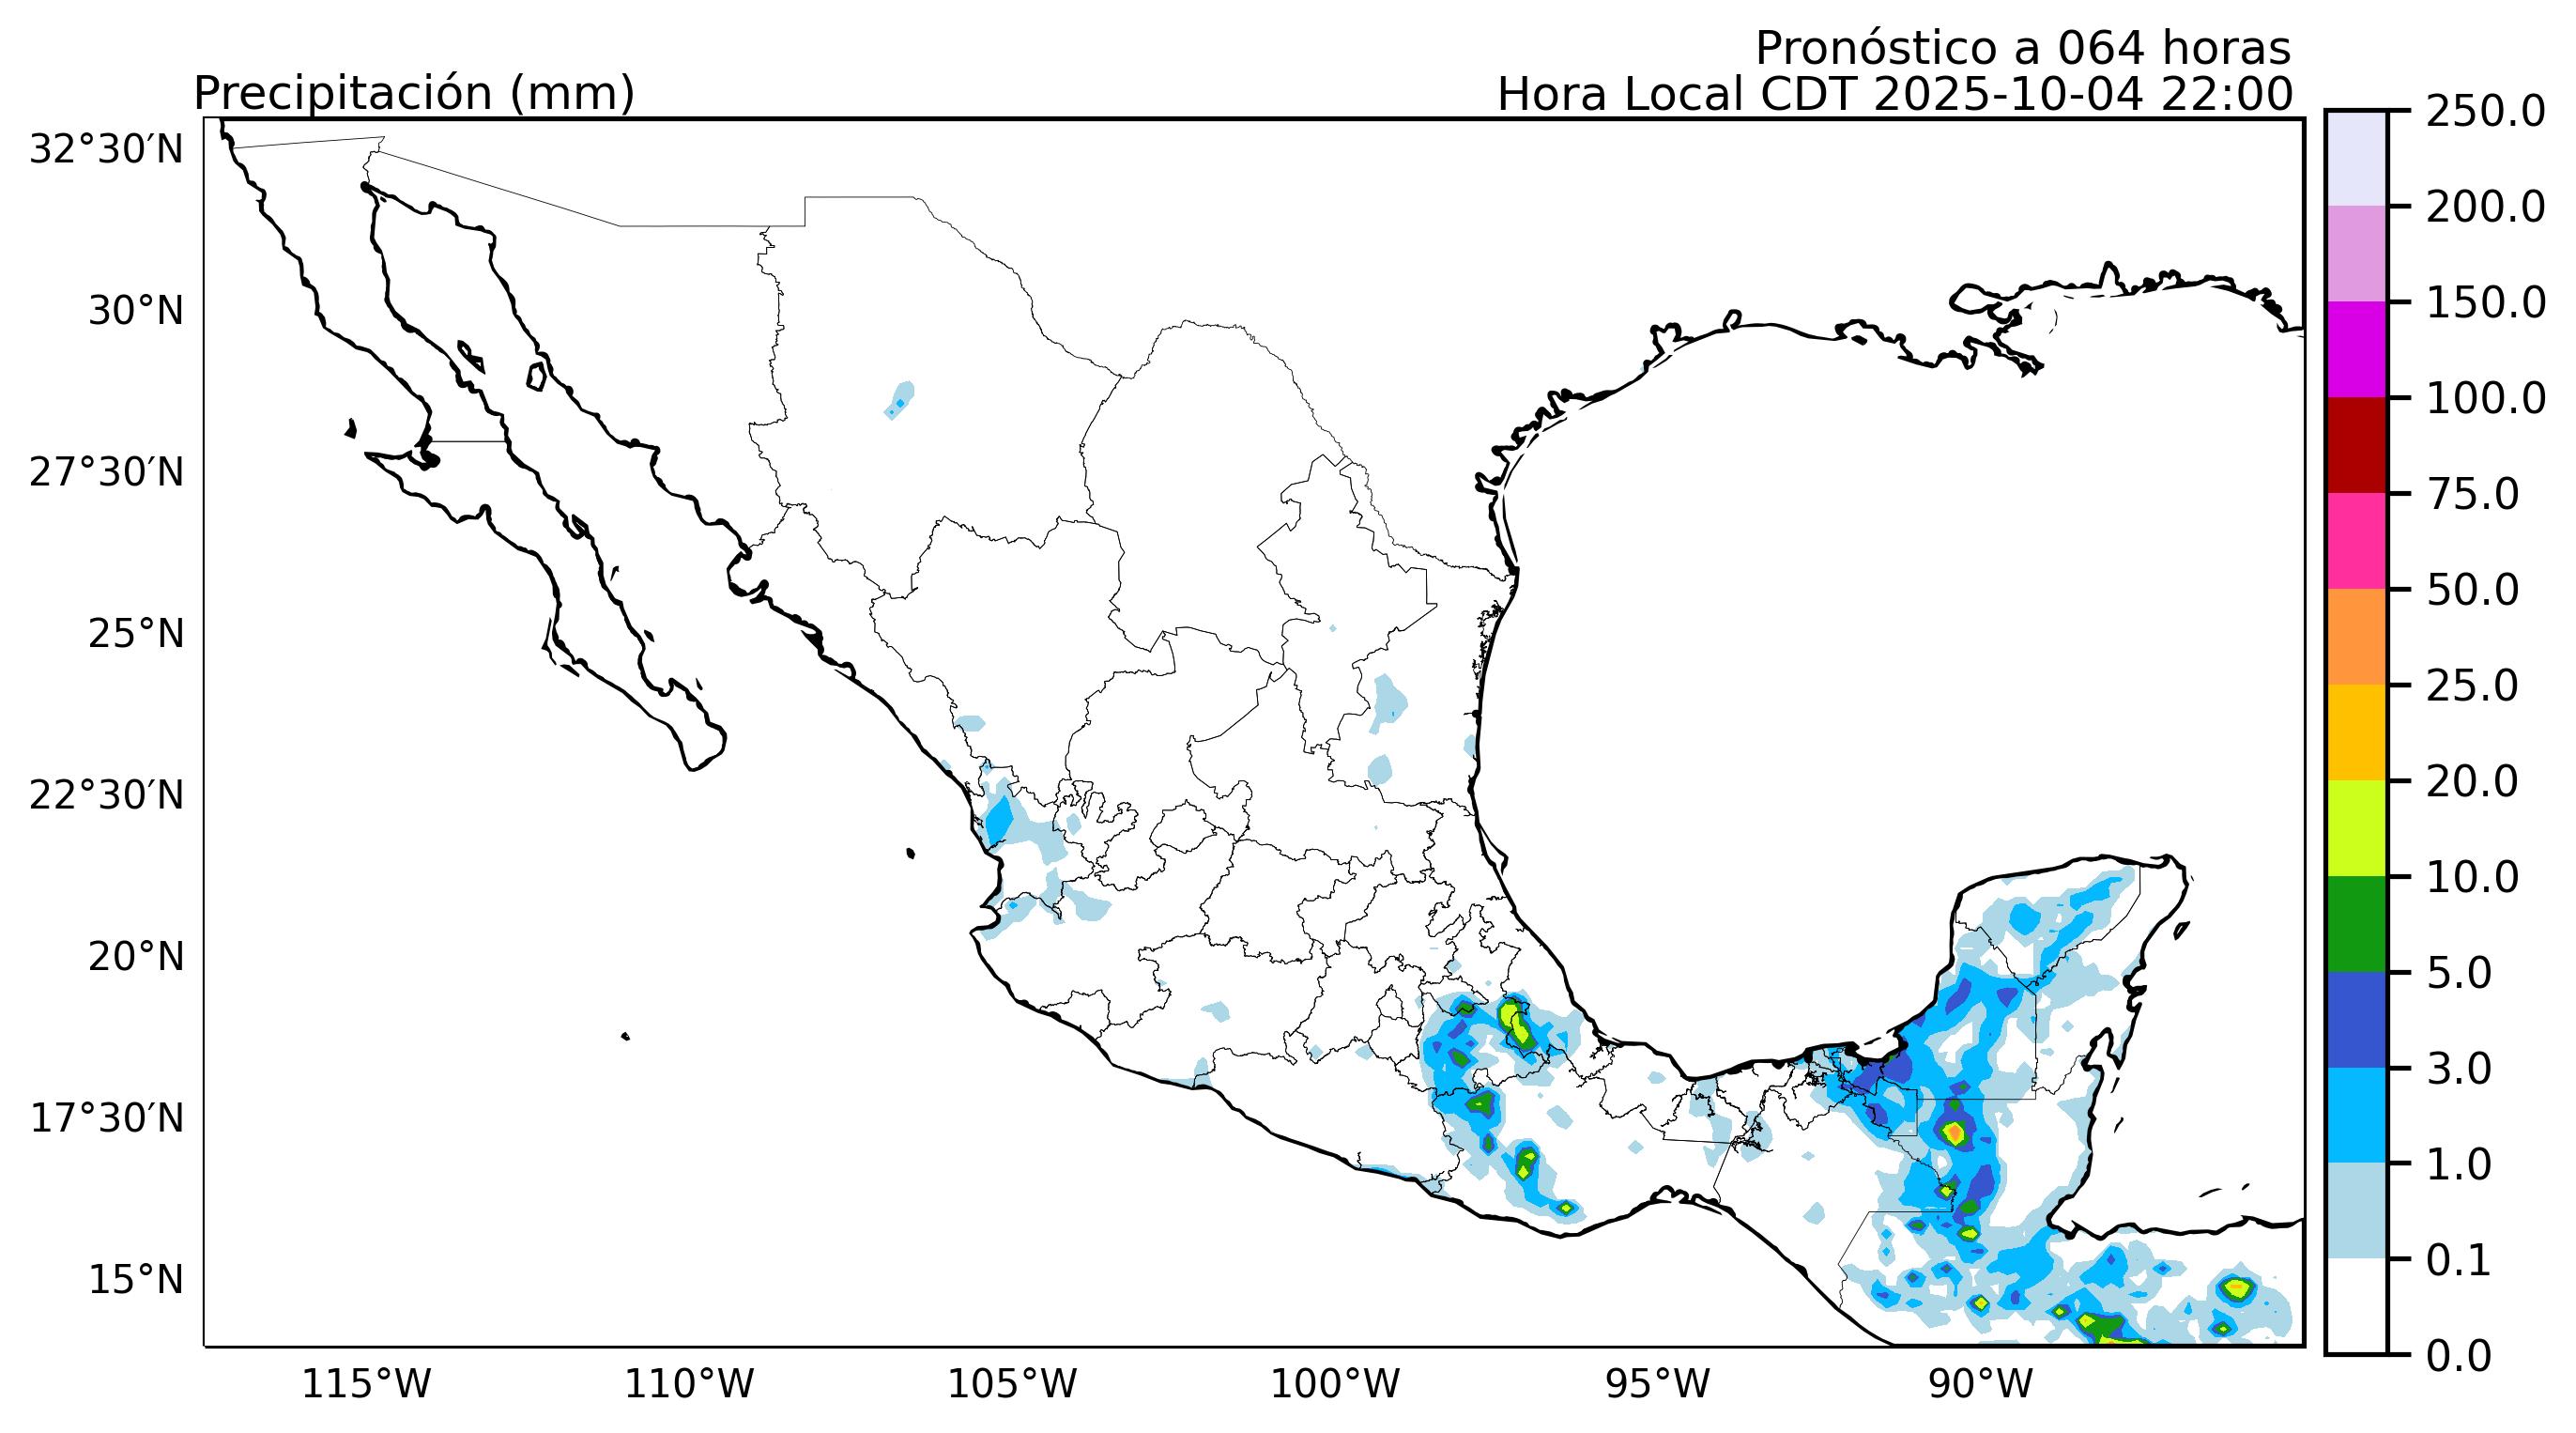 Pronóstico a 064 horas
Precipitación (mm)
Hora Local CDT 2025-10-04 22:00
32°30′N
30°N
27°30′N
25°N
22°30′N
20°N
17°30′N
15°N
115°W
110°W
105°W
100°W
95°W
90°W
250.0
200.0
150.0
100.0
75.0
50.0
25.0
20.0
10.0
5.0
3.0
1.0
0.1
0.0